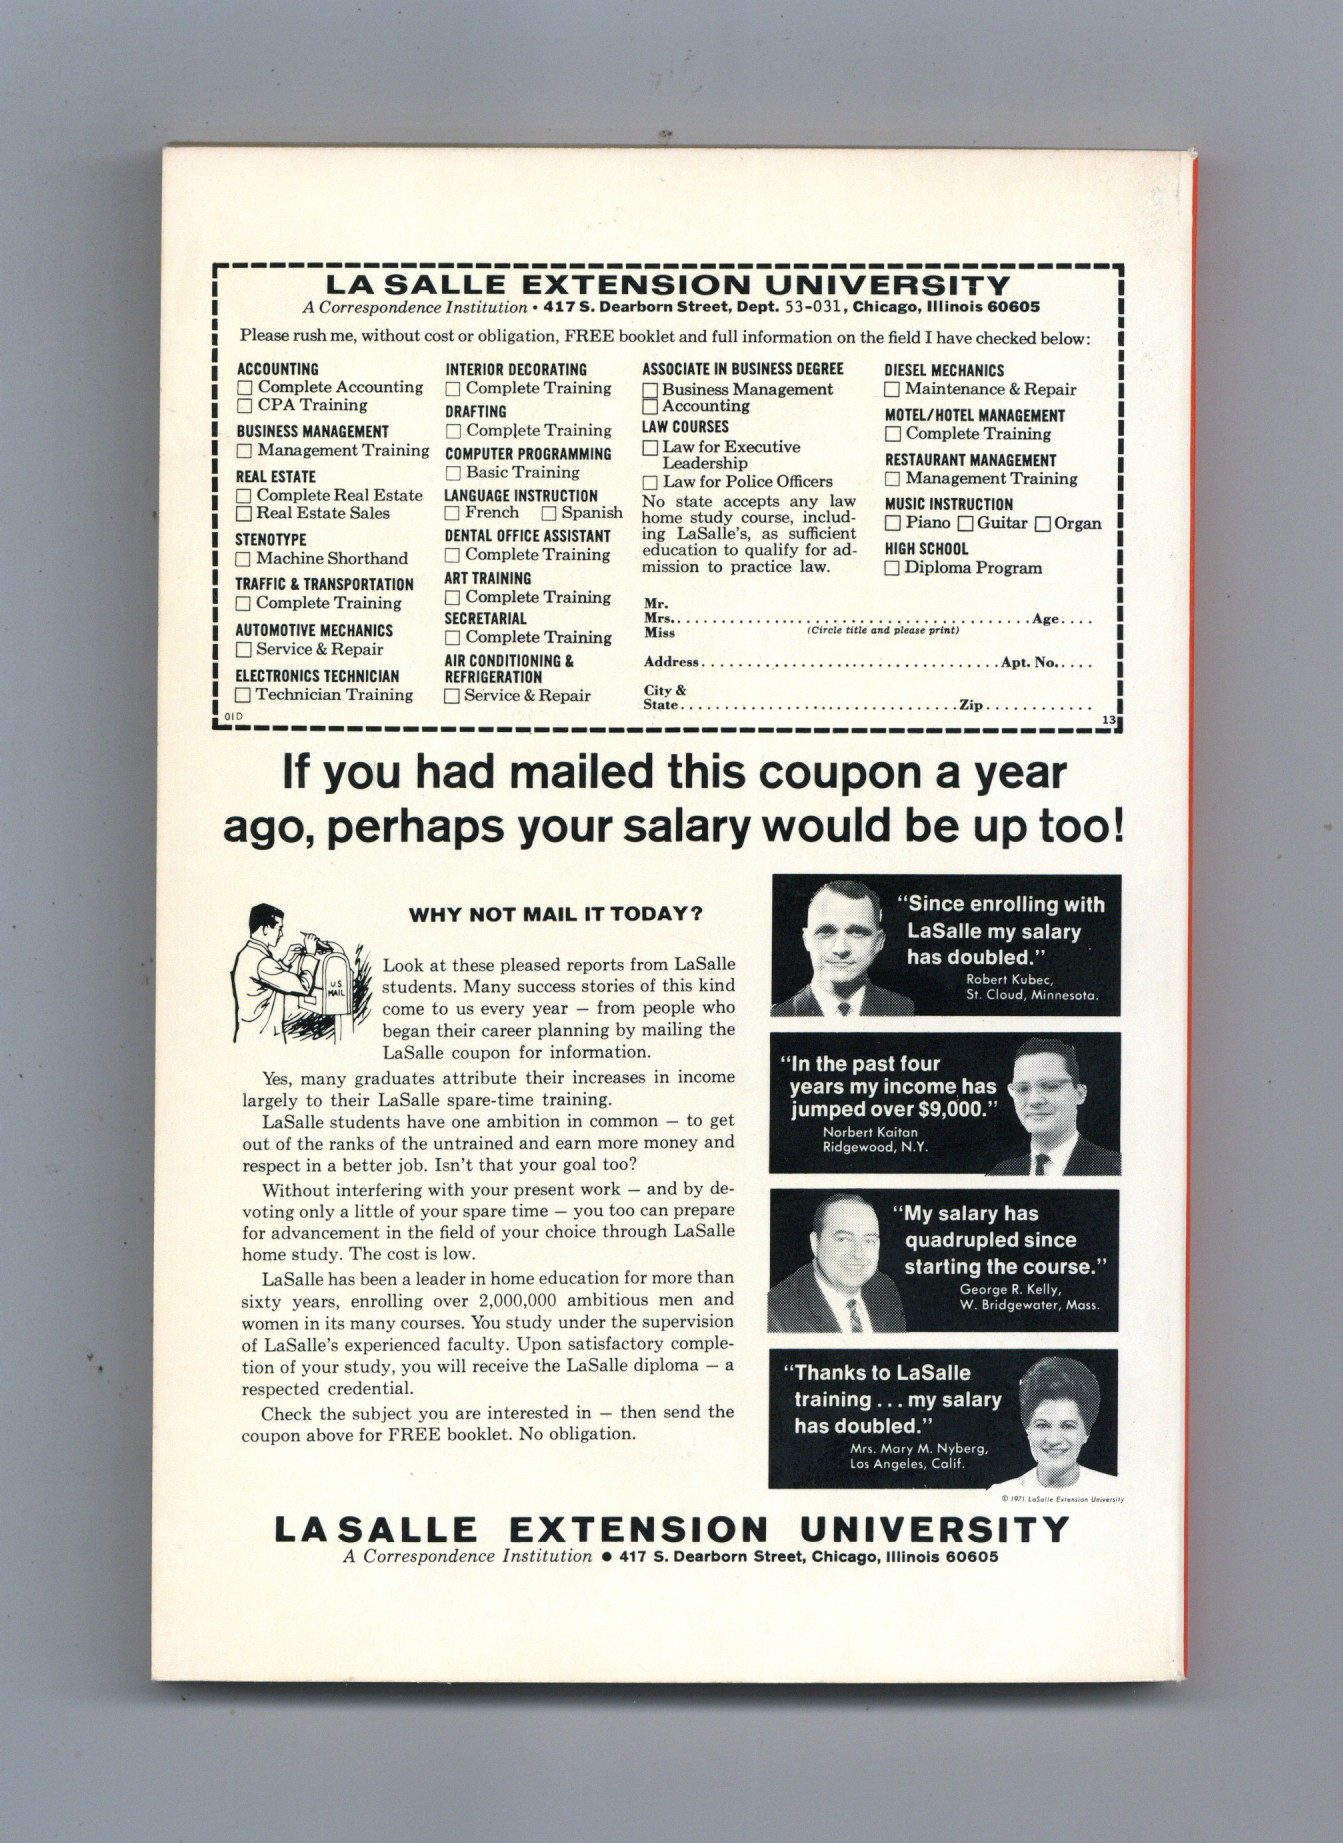 LA SALLE EXTENSION UNIVERSITY
A Correspondence Institution • 417 S. Dearborn Street, Dept. 53-031, Chicago, Illinois 60605
Please rush me, without cost or obligation, FREE booklet and full information on the field I have checked below:
ACCOUNTING
☐ Complete Accounting
☐ CPA Training
BUSINESS MANAGEMENT
☐ Management Training
REAL ESTATE
☐ Complete Real Estate
☐ Real Estate Sales
STENOTYPE
☐ Machine Shorthand
TRAFFIC & TRANSPORTATION
☐ Complete Training
AUTOMOTIVE MECHANICS
☐ Service & Repair
ELECTRONICS TECHNICIAN
☐ Technician Training
01D
INTERIOR DECORATING
☐ Complete Training
DRAFTING
☐ Complete Training
COMPUTER PROGRAMMING
☐ Basic Training
LANGUAGE INSTRUCTION
☐ French ☐ Spanish
DENTAL OFFICE ASSISTANT
☐ Complete Training
ART TRAINING
☐ Complete Training
SECRETARIAL
☐ Complete Training
AIR CONDITIONING &
REFRIGERATION
☐ Service & Repair
ASSOCIATE IN BUSINESS DEGREE
☐ Business Management
☐ Accounting
LAW COURSES
☐ Law for Executive
Leadership
☐ Law for Police Officers
No state accepts any law
home study course, includ-
ing LaSalle's, as sufficient
education to qualify for ad-
mission to practice law.
DIESEL MECHANICS
☐ Maintenance & Repair
MOTEL/HOTEL MANAGEMENT
☐ Complete Training
RESTAURANT MANAGEMENT
☐ Management Training
MUSIC INSTRUCTION
☐ Piano ☐ Guitar ☐ Organ
HIGH SCHOOL
☐ Diploma Program
Mr.
Mrs. ........................................ Age....
Miss (Circle title and please print)
Address.................................. Apt. No.....
City &
State................................ Zip............
13
If you had mailed this coupon a year
ago, perhaps your salary would be up too!
WHY NOT MAIL IT TODAY?
U.S.
MAIL
Look at these pleased reports from LaSalle
students. Many success stories of this kind
come to us every year – from people who
began their career planning by mailing the
LaSalle coupon for information.
Yes, many graduates attribute their increases in income
largely to their LaSalle spare-time training.
LaSalle students have one ambition in common – to get
out of the ranks of the untrained and earn more money and
respect in a better job. Isn't that your goal too?
Without interfering with your present work – and by de-
voting only a little of your spare time – you too can prepare
for advancement in the field of your choice through LaSalle
home study. The cost is low.
LaSalle has been a leader in home education for more than
sixty years, enrolling over 2,000,000 ambitious men and
women in its many courses. You study under the supervision
of LaSalle's experienced faculty. Upon satisfactory comple-
tion of your study, you will receive the LaSalle diploma – a
respected credential.
Check the subject you are interested in – then send the
coupon above for FREE booklet. No obligation.
"Since enrolling with
LaSalle my salary
has doubled."
Robert Kubec,
St. Cloud, Minnesota.
"In the past four
years my income has
jumped over $9,000."
Norbert Kaitan
Ridgewood, N.Y.
"My salary has
quadrupled since
starting the course."
George R. Kelly,
W. Bridgewater, Mass.
"Thanks to LaSalle
training . . . my salary
has doubled."
Mrs. Mary M. Nyberg,
Los Angeles, Calif.
© 1971 LaSalle Extension University
LA SALLE EXTENSION UNIVERSITY
A Correspondence Institution • 417 S. Dearborn Street, Chicago, Illinois 60605